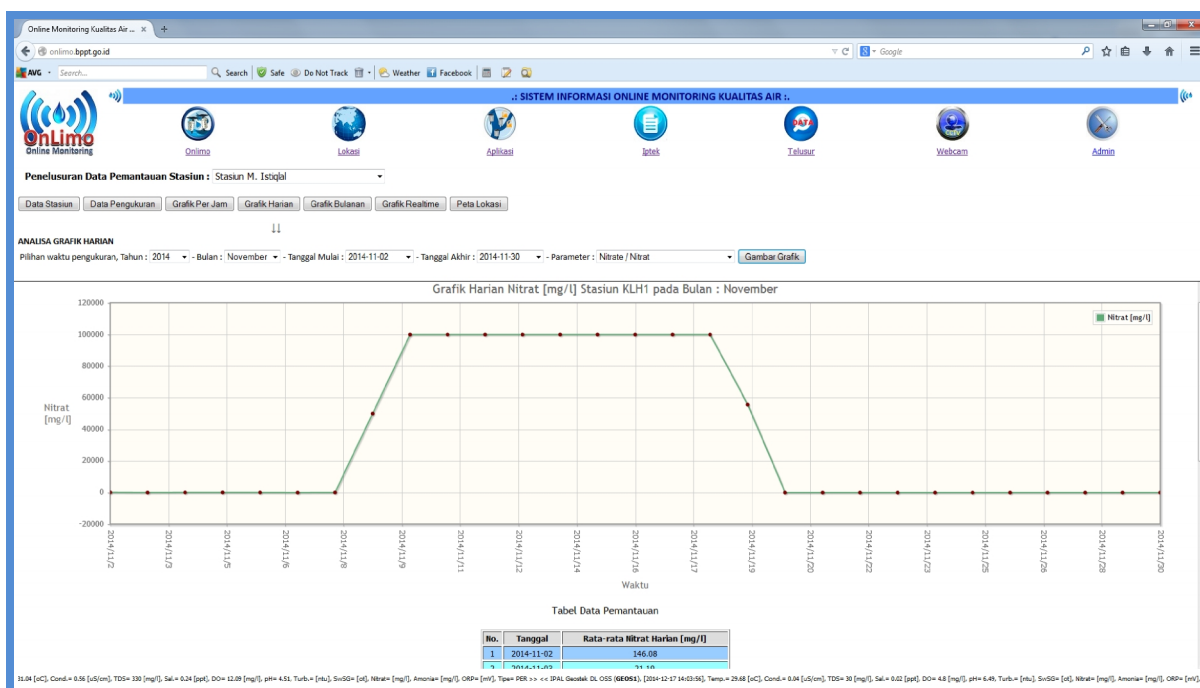 Online Monitoring Kualitas Air ... × +
onlimo.bppt.go.id
Google
AVG Search... Search Safe Do Not Track Weather Facebook
.: SISTEM INFORMASI ONLINE MONITORING KUALITAS AIR :.
OnLimo
Online Monitoring
DATA
CCTV
Onlimo Lokasi Aplikasi Iptek Telusur Webcam Admin
Penelusuran Data Pemantauan Stasiun : Stasiun M. Istiqlal
Data Stasiun Data Pengukuran Grafik Per Jam Grafik Harian Grafik Bulanan Grafik Realtime Peta Lokasi
ANALISA GRAFIK HARIAN
Pilihan waktu pengukuran, Tahun : 2014 - Bulan : November - Tanggal Mulai : 2014-11-02 - Tanggal Akhir : 2014-11-30 - Parameter : Nitrate / Nitrat Gambar Grafik
Grafik Harian Nitrat [mg/l] Stasiun KLH1 pada Bulan : November
Nitrat [mg/l]
120000
100000
80000
60000
40000
20000
0
-20000
Nitrat
[mg/l]
2014/11/2 2014/11/3 2014/11/5 2014/11/6 2014/11/8 2014/11/9 2014/11/11 2014/11/12 2014/11/14 2014/11/16 2014/11/17 2014/11/19 2014/11/20 2014/11/22 2014/11/23 2014/11/25 2014/11/26 2014/11/28 2014/11/30
Waktu
Tabel Data Pemantauan
No. Tanggal Rata-rata Nitrat Harian [mg/l]
1 2014-11-02 146.08
2 2014-11-03 21.10
31.04 [oC], Cond.= 0.56 [uS/cm], TDS= 330 [mg/l], Sal.= 0.24 [ppt], DO= 12.09 [mg/l], pH= 4.51, Turb.= [ntu], SwSG= [ot], Nitrat= [mg/l], Amonia= [mg/l], ORP= [mV], Tipe= PER >> << IPAL Geostek DL OSS (GEOS1), [2014-12-17 14:03:56], Temp.= 29.68 [oC], Cond.= 0.04 [uS/cm], TDS= 30 [mg/l], Sal.= 0.02 [ppt], DO= 4.8 [mg/l], pH= 6.49, Turb.= [ntu], SwSG= [ot], Nitrat= [mg/l], Amonia= [mg/l], ORP= [mV]